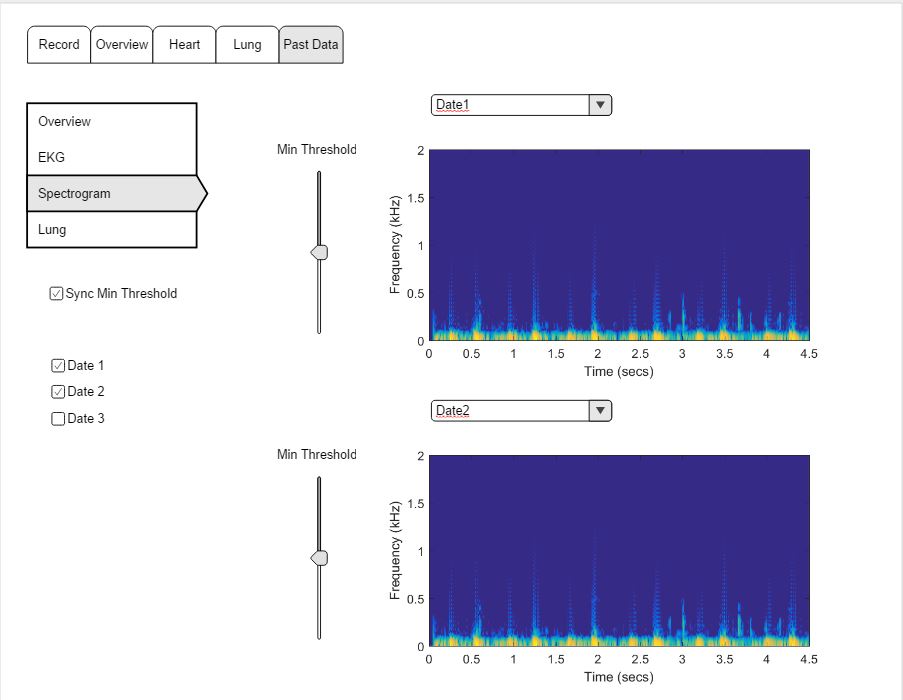 Record Overview Heart Lung Past Data
Overview
EKG
Spectrogram
Lung
Sync Min Threshold
Date 1
Date 2
Date 3
Date1
Min Threshold
Frequency (kHz)
2
1.5
1
0.5
0
0 0.5 1 1.5 2 2.5 3 3.5 4 4.5
Time (secs)
Date2
Min Threshold
Frequency (kHz)
2
1.5
1
0.5
0
0 0.5 1 1.5 2 2.5 3 3.5 4 4.5
Time (secs)